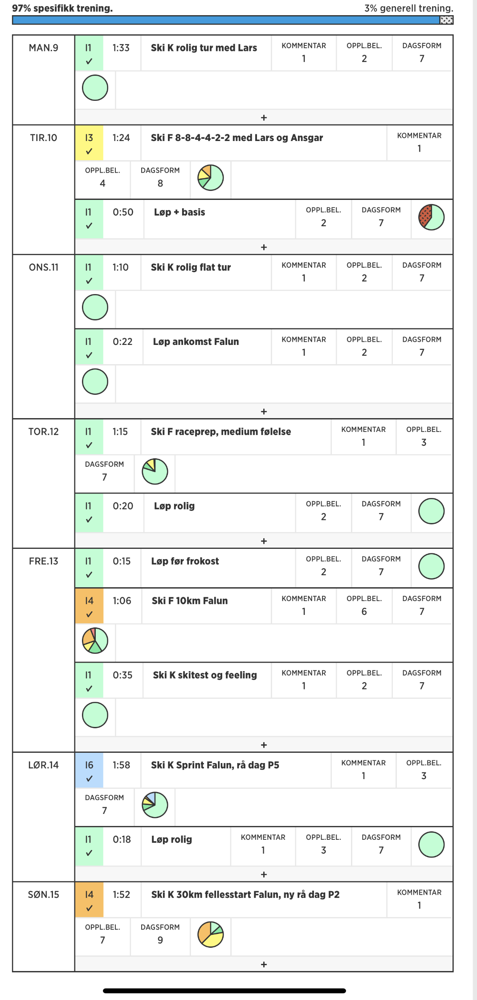 97% spesifikk trening. 3% generell trening.
MAN.9 I1 1:33 Ski K rolig tur med Lars KOMMENTAR OPPL.BEL. DAGSFORM
✓ 1 2 7
+
TIR.10 I3 1:24 Ski F 8-8-4-4-2-2 med Lars og Ansgar KOMMENTAR
✓ 1
OPPL.BEL. DAGSFORM
4 8
I1 0:50 Løp + basis OPPL.BEL. DAGSFORM
✓ 2 7
+
ONS.11 I1 1:10 Ski K rolig flat tur KOMMENTAR OPPL.BEL. DAGSFORM
✓ 1 2 7
I1 0:22 Løp ankomst Falun KOMMENTAR OPPL.BEL. DAGSFORM
✓ 1 2 7
+
TOR.12 I1 1:15 Ski F raceprep, medium følelse KOMMENTAR OPPL.BEL.
✓ 1 3
DAGSFORM
7
I1 0:20 Løp rolig OPPL.BEL. DAGSFORM
✓ 2 7
+
FRE.13 I1 0:15 Løp før frokost OPPL.BEL. DAGSFORM
✓ 2 7
I4 1:06 Ski F 10km Falun KOMMENTAR OPPL.BEL. DAGSFORM
✓ 1 6 7
I1 0:35 Ski K skitest og feeling KOMMENTAR OPPL.BEL. DAGSFORM
✓ 1 2 7
+
LØR.14 I6 1:58 Ski K Sprint Falun, rå dag P5 KOMMENTAR OPPL.BEL.
✓ 1 3
DAGSFORM
7
I1 0:18 Løp rolig KOMMENTAR OPPL.BEL. DAGSFORM
✓ 1 3 7
+
SØN.15 I4 1:52 Ski K 30km fellesstart Falun, ny rå dag P2 KOMMENTAR
✓ 1
OPPL.BEL. DAGSFORM
7 9
+